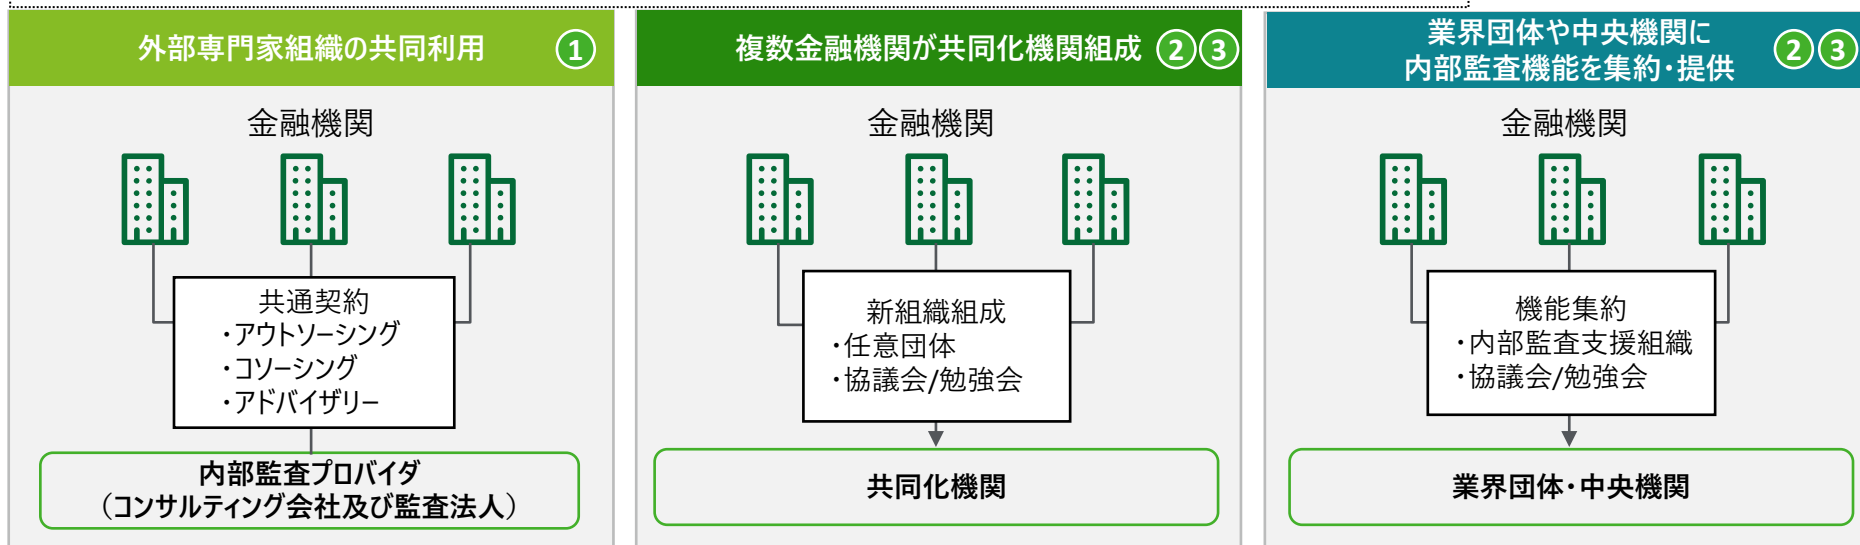 外部専門家組織の共同利用 ①
金融機関
共通契約
・アウトソーシング
・コソーシング
・アドバイザリー
内部監査プロバイダ
（コンサルティング会社及び監査法人）
複数金融機関が共同化機関組成 ②③
金融機関
新組織組成
・任意団体
・協議会/勉強会
共同化機関
業界団体や中央機関に
内部監査機能を集約・提供 ②③
金融機関
機能集約
・内部監査支援組織
・協議会/勉強会
業界団体・中央機関